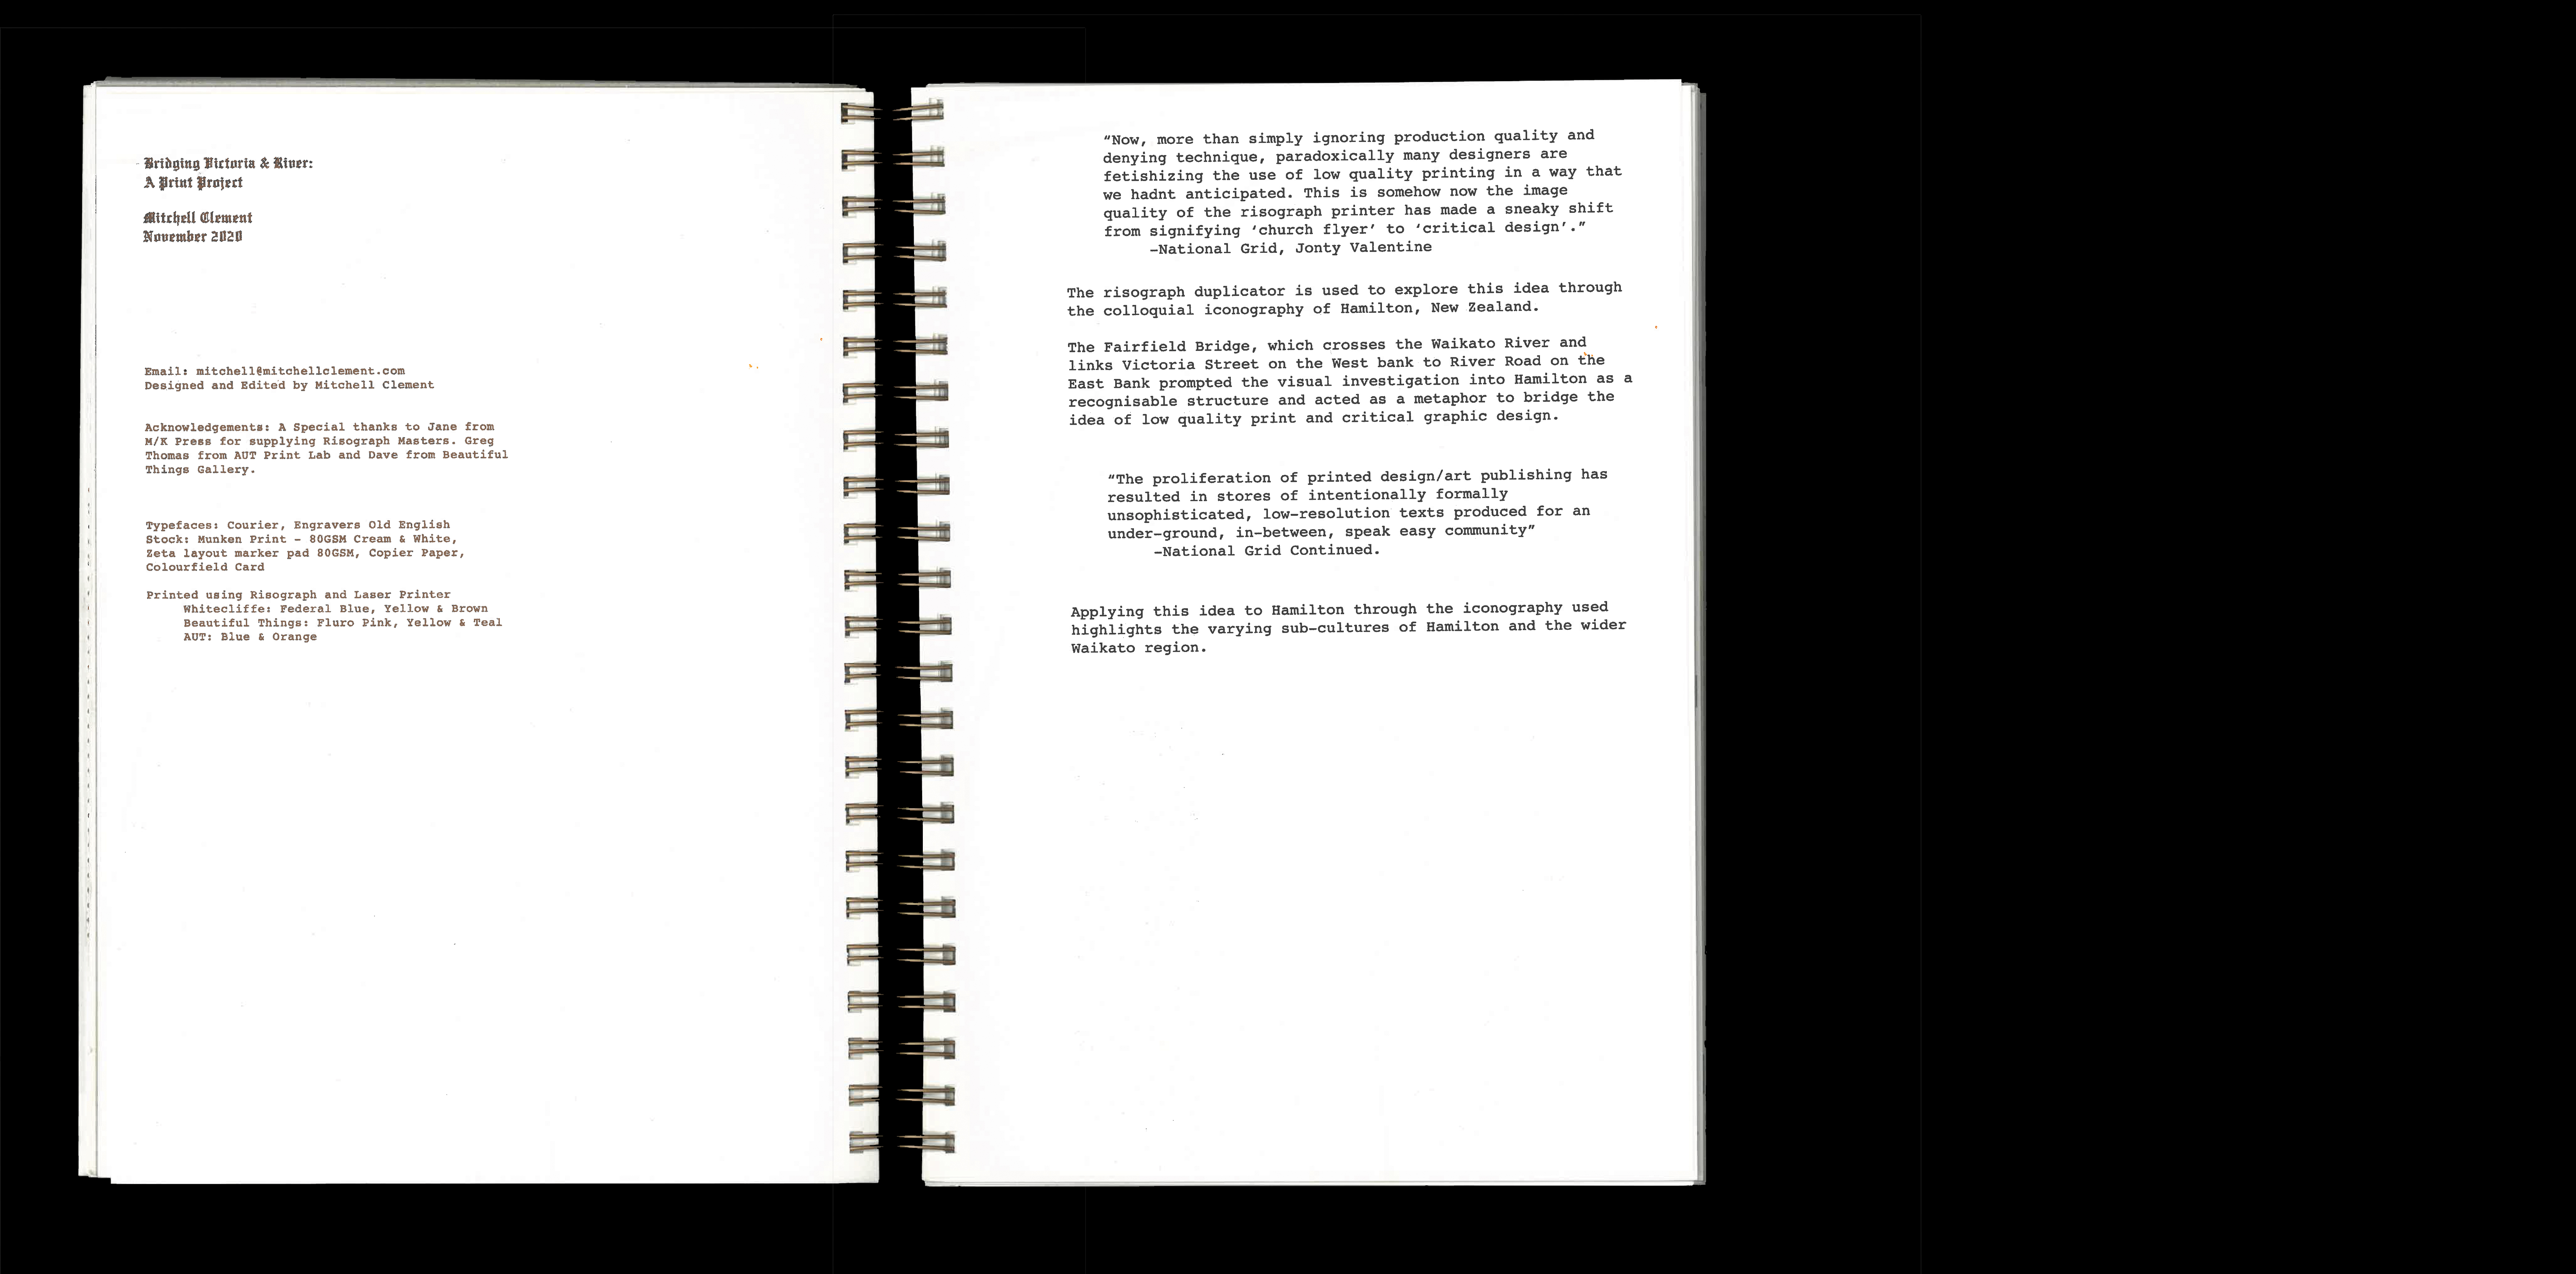 Bridging Victoria & River:
A Print Project
Mitchell Clement
November 2020
Email: mitchell@mitchellclement.com
Designed and Edited by Mitchell Clement
Acknowledgements: A Special thanks to Jane from
M/K Press for supplying Risograph Masters. Greg
Thomas from AUT Print Lab and Dave from Beautiful
Things Gallery.
Typefaces: Courier, Engravers Old English
Stock: Munken Print - 80GSM Cream & White,
Zeta layout marker pad 80GSM, Copier Paper,
Colourfield Card
Printed using Risograph and Laser Printer
Whitecliffe: Federal Blue, Yellow & Brown
Beautiful Things: Fluro Pink, Yellow & Teal
AUT: Blue & Orange
“Now, more than simply ignoring production quality and
denying technique, paradoxically many designers are
fetishizing the use of low quality printing in a way that
we hadnt anticipated. This is somehow now the image
quality of the risograph printer has made a sneaky shift
from signifying ‘church flyer’ to ‘critical design’.”
-National Grid, Jonty Valentine
The risograph duplicator is used to explore this idea through
the colloquial iconography of Hamilton, New Zealand.
The Fairfield Bridge, which crosses the Waikato River and
links Victoria Street on the West bank to River Road on the
East Bank prompted the visual investigation into Hamilton as a
recognisable structure and acted as a metaphor to bridge the
idea of low quality print and critical graphic design.
“The proliferation of printed design/art publishing has
resulted in stores of intentionally formally
unsophisticated, low-resolution texts produced for an
under-ground, in-between, speak easy community”
-National Grid Continued.
Applying this idea to Hamilton through the iconography used
highlights the varying sub-cultures of Hamilton and the wider
Waikato region.